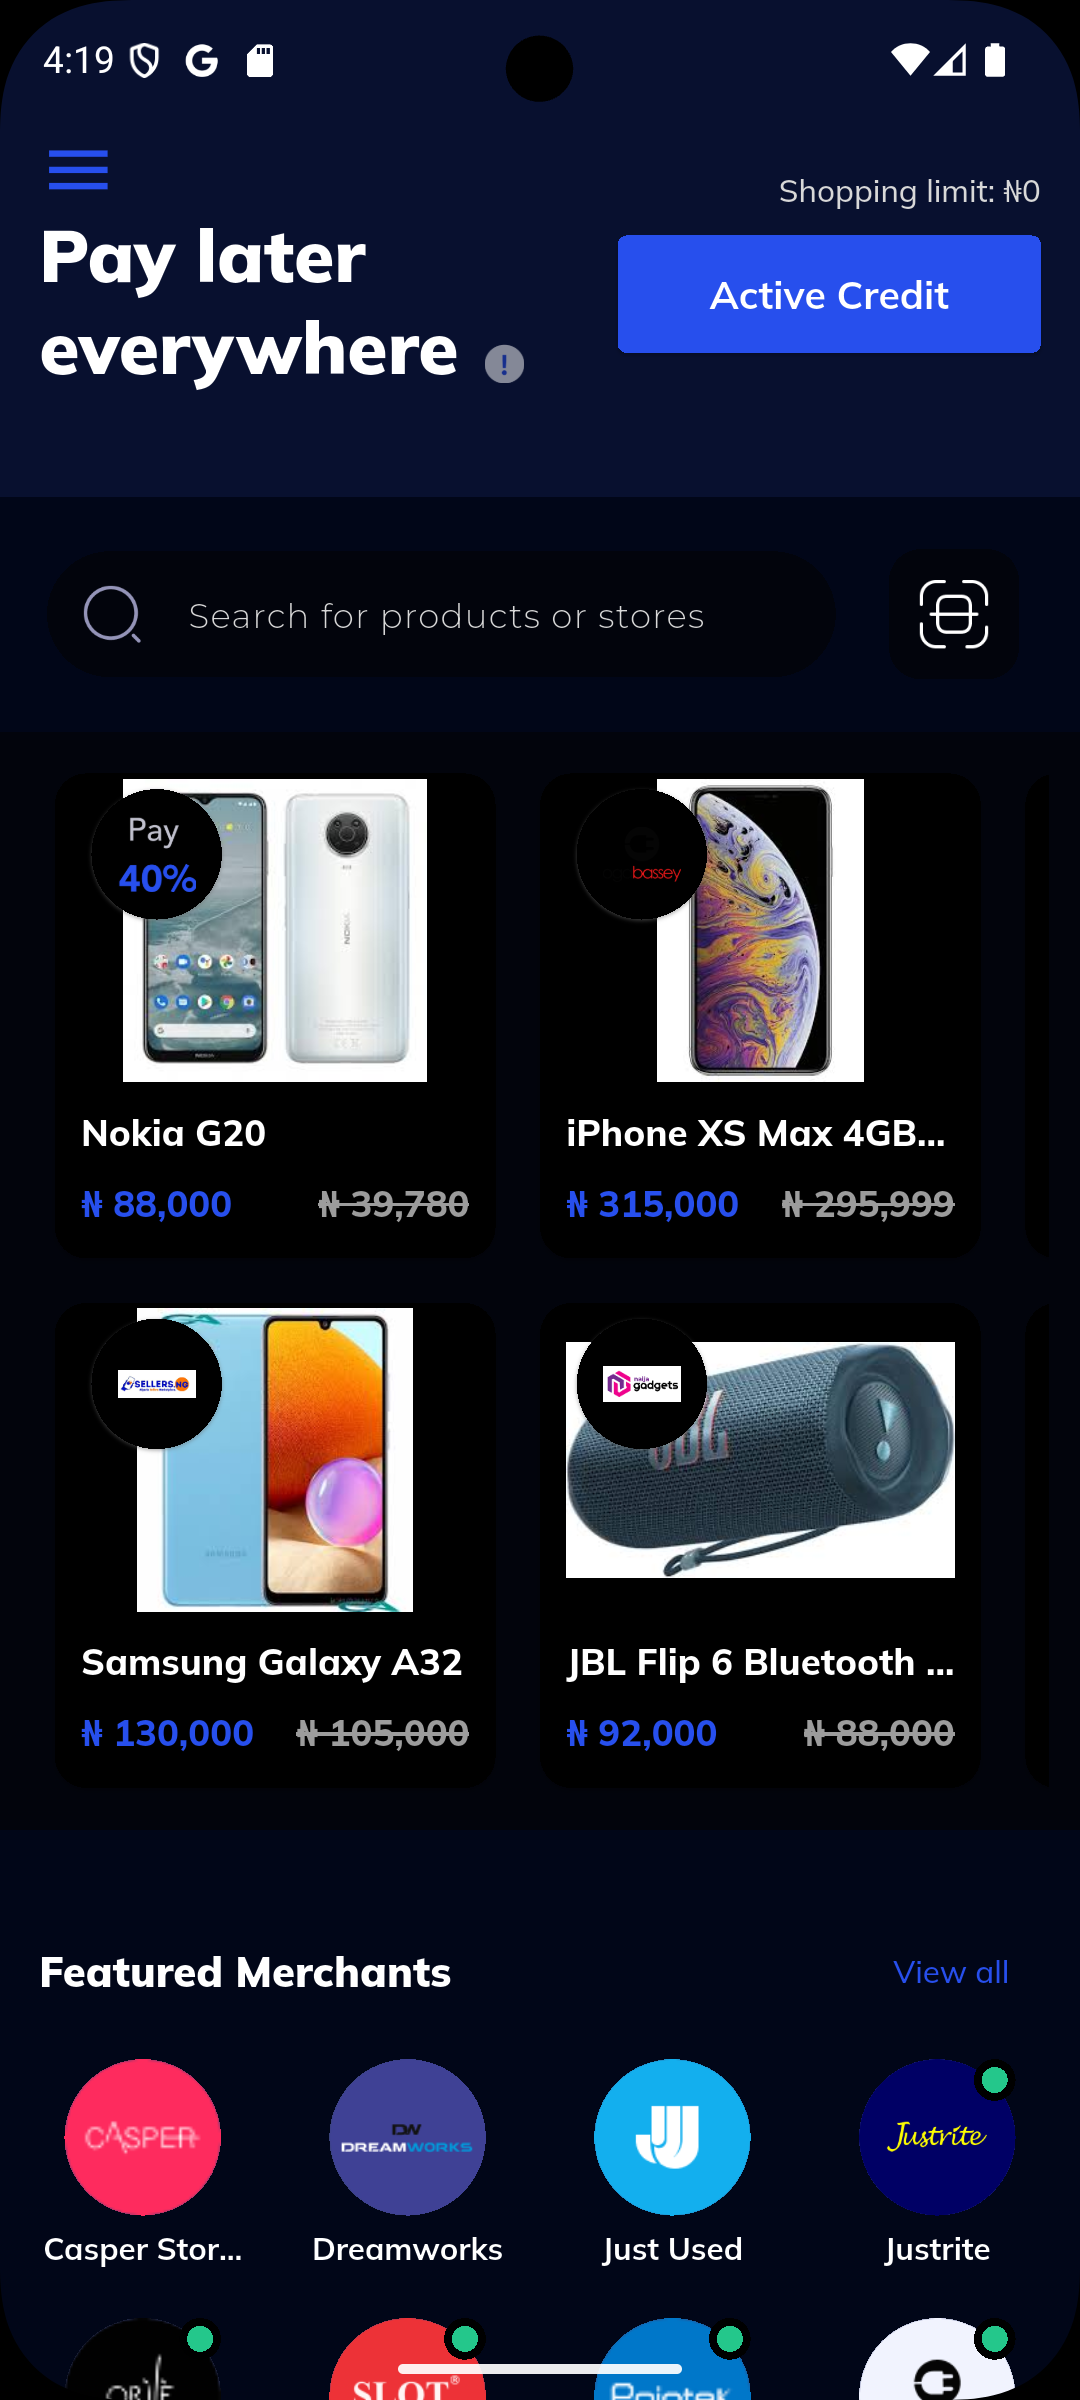 4:19
Shopping limit: ₦0
Pay later
everywhere
!
Active Credit
Search for products or stores
Pay
40%
NOKIA
bassey
Nokia G20
iPhone XS Max 4GB...
₦ 88,000
₦ 39,780
₦ 315,000
₦ 295,999
SELLERS.NG
SAMSUNG
naija
gadgets
JBL
Samsung Galaxy A32
JBL Flip 6 Bluetooth ...
₦ 130,000
₦ 105,000
₦ 92,000
₦ 88,000
Featured Merchants
View all
CASPER
DW
DREAMWORKS
Justrite
Casper Stor...
Dreamworks
Just Used
Justrite
SLOT®
Pointek